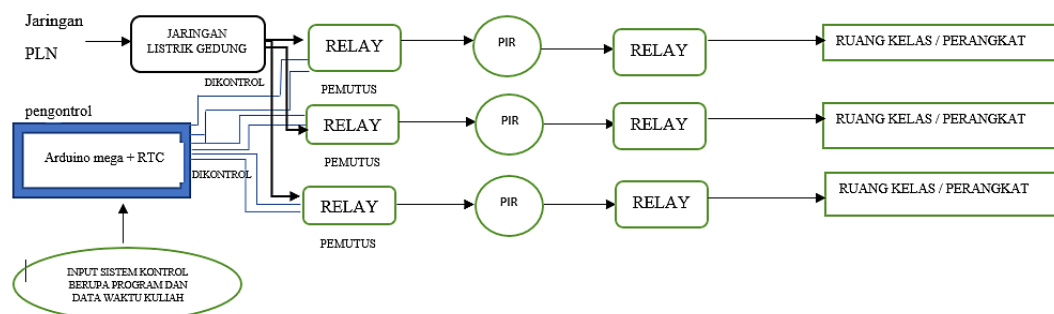 Jaringan
PLN
JARINGAN
LISTRIK GEDUNG
RELAY
PIR
RELAY
RUANG KELAS / PERANGKAT
DIKONTROL
PEMUTUS
pengontrol
RELAY
PIR
RELAY
RUANG KELAS / PERANGKAT
Arduino mega + RTC
PEMUTUS
DIKONTROL
RELAY
PIR
RELAY
RUANG KELAS / PERANGKAT
PEMUTUS
INPUT SISTEM KONTROL
BERUPA PROGRAM DAN
DATA WAKTU KULIAH